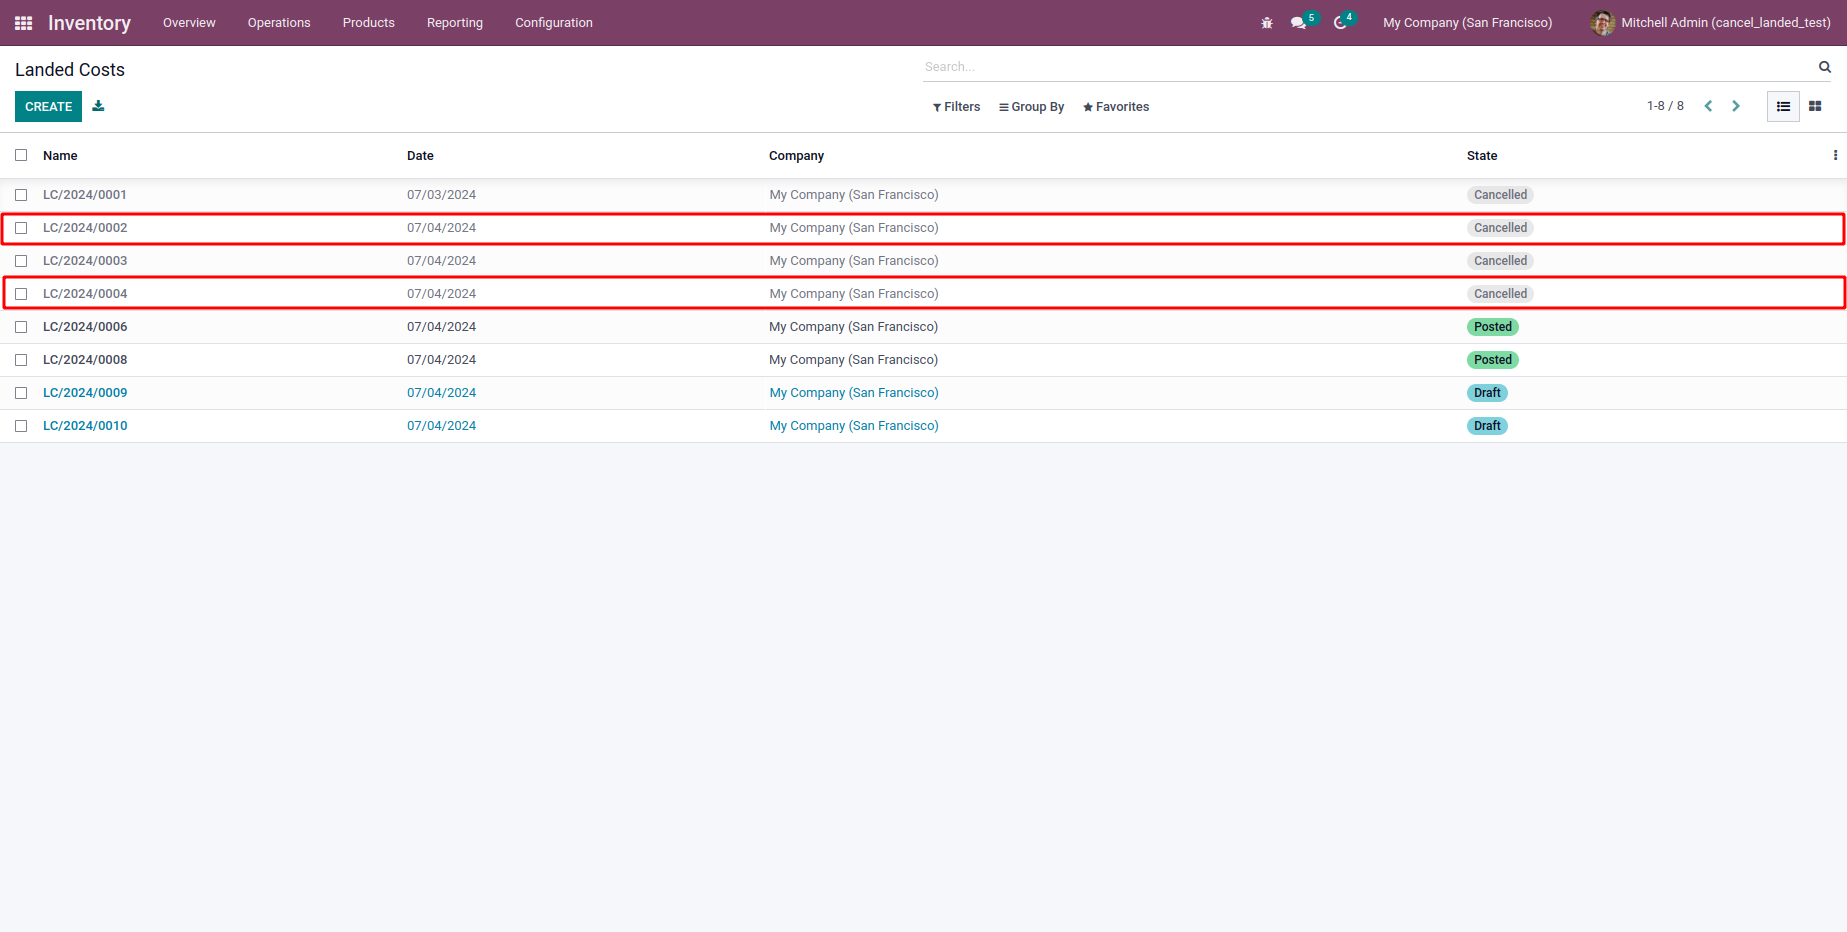 Inventory Overview Operations Products Reporting Configuration 5 4 My Company (San Francisco) Mitchell Admin (cancel_landed_test)
Landed Costs Search...
CREATE Filters Group By Favorites 1-8 / 8
Name Date Company State
LC/2024/0001 07/03/2024 My Company (San Francisco) Cancelled
LC/2024/0002 07/04/2024 My Company (San Francisco) Cancelled
LC/2024/0003 07/04/2024 My Company (San Francisco) Cancelled
LC/2024/0004 07/04/2024 My Company (San Francisco) Cancelled
LC/2024/0006 07/04/2024 My Company (San Francisco) Posted
LC/2024/0008 07/04/2024 My Company (San Francisco) Posted
LC/2024/0009 07/04/2024 My Company (San Francisco) Draft
LC/2024/0010 07/04/2024 My Company (San Francisco) Draft